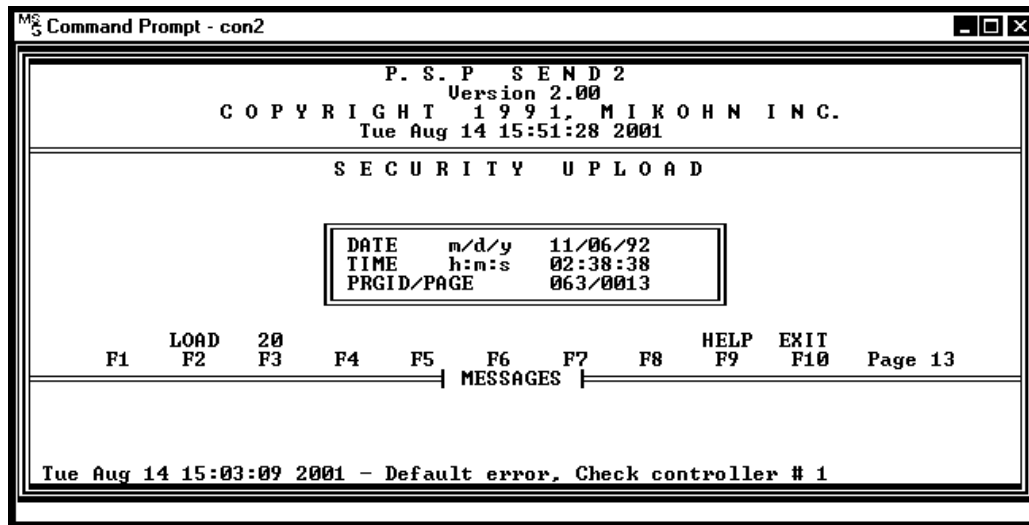 MS Command Prompt - con2
P. S. P S E N D 2
Version 2.00
C O P Y R I G H T 1 9 9 1, M I K O H N I N C.
Tue Aug 14 15:51:28 2001
S E C U R I T Y U P L O A D
DATE m/d/y 11/06/92
TIME h:m:s 02:38:38
PRGID/PAGE 063/0013
LOAD 20 HELP EXIT
F1 F2 F3 F4 F5 F6 F7 F8 F9 F10 Page 13
MESSAGES
Tue Aug 14 15:03:09 2001 - Default error, Check controller # 1